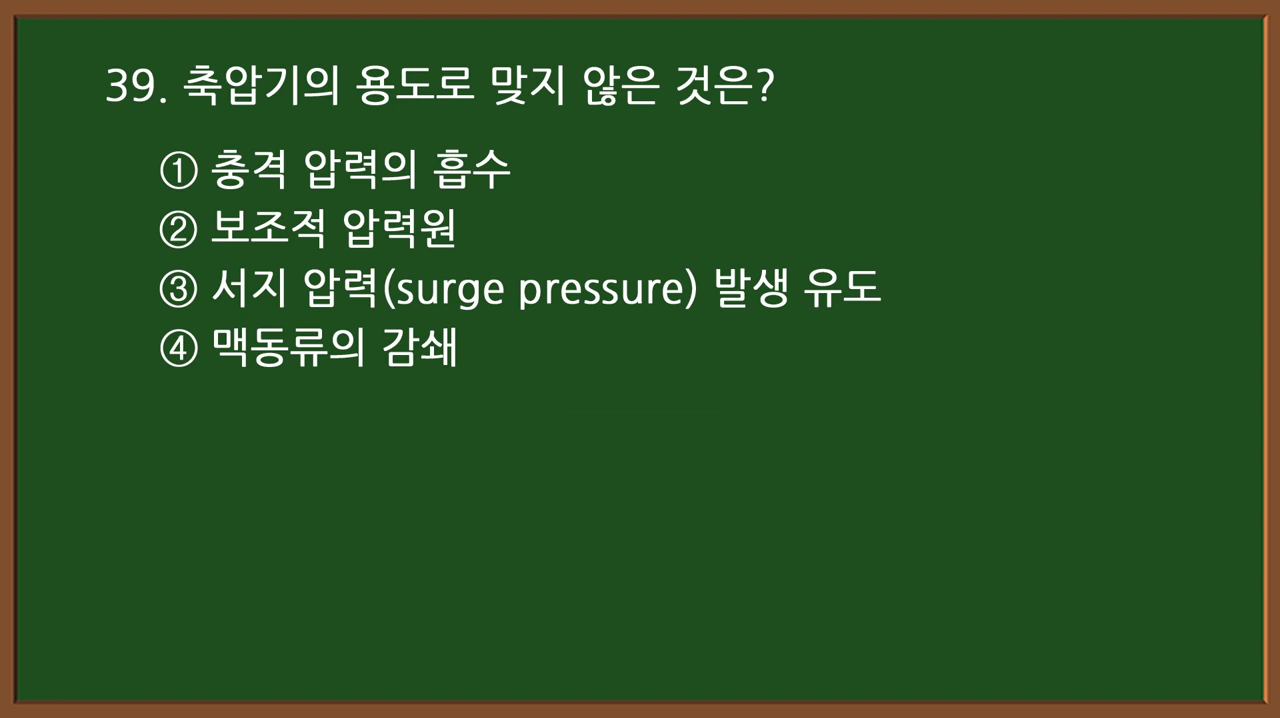 39. 축압기의 용도로 맞지 않은 것은?
① 충격 압력의 흡수
② 보조적 압력원
③ 서지 압력(surge pressure) 발생 유도
④ 맥동류의 감쇄